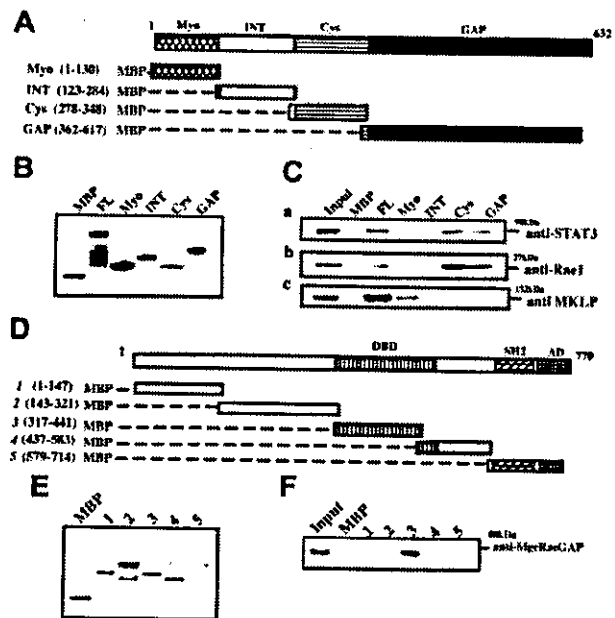 A
1 Myo INT Cys GAP 632
Myo (1-130) MBP
INT (123-284) MBP
Cys (278-348) MBP
GAP (362-617) MBP
B
MBP FL Myo INT Cys GAP
C
Input MBP FL Myo INT Cys GAP
a anti-STAT3
b anti-Rac1
c anti MKLP
D
DBD SH2 AD 770
1 (1-147) MBP
2 (143-321) MBP
3 (317-441) MBP
4 (437-583) MBP
5 (579-714) MBP
E
MBP 1 2 3 4 5
F
Input MBP 1 2 3 4 5
anti-MgcRacGAP